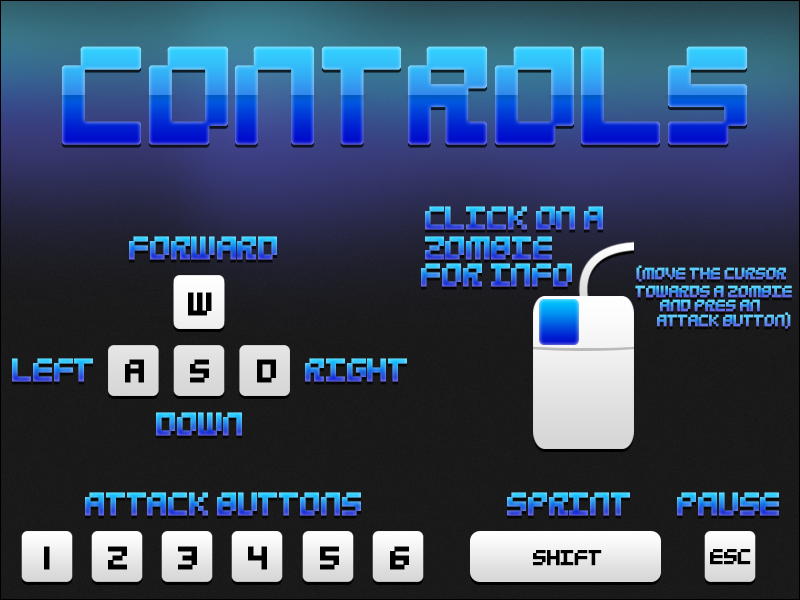 CONTROLS
CLICK ON A
ZOMBIE
FOR INFO
(MOVE THE CURSOR
TOWARDS A ZOMBIE
AND PRES AN
ATTACK BUTTON)
FORWARD
W
LEFT A S D RIGHT
DOWN
ATTACK BUTTONS
1 2 3 4 5 6
SPRINT
SHIFT
PAUSE
ESC